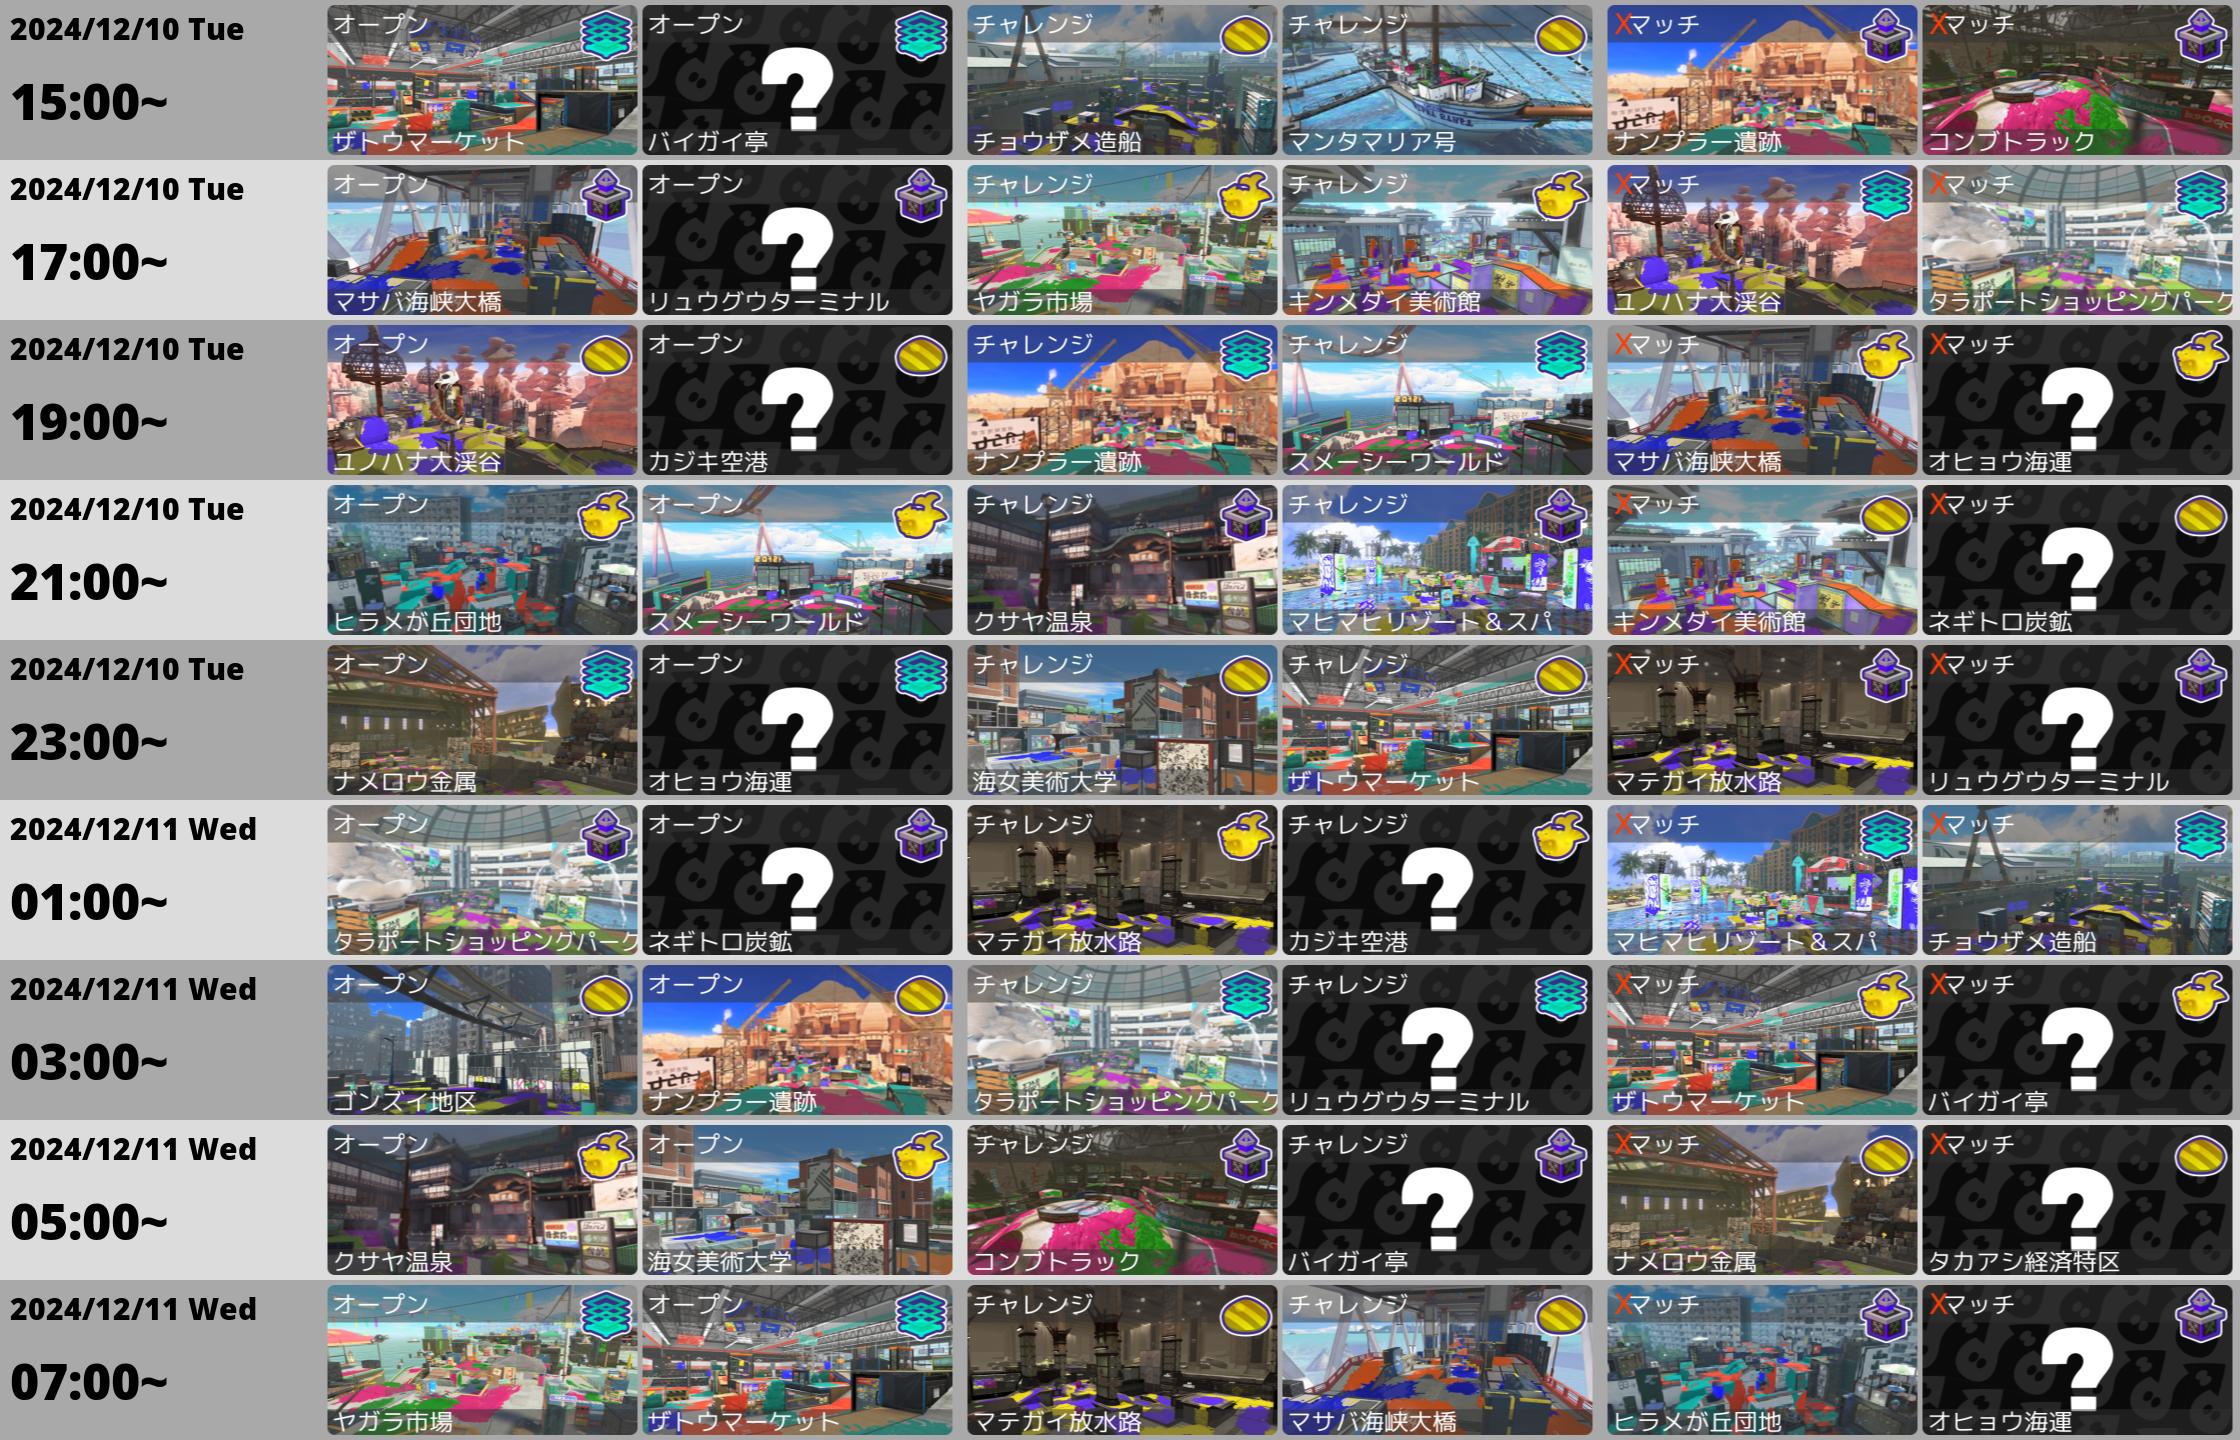 2024/12/10 Tue
15:00~
オープン
ザトウマーケット
オープン
?
バイガイ亭
チャレンジ
チョウザメ造船
チャレンジ
マンタマリア号
Xマッチ
ナンプラー遺跡
Xマッチ
コンブトラック
2024/12/10 Tue
17:00~
オープン
マサバ海峡大橋
オープン
?
リュウグウターミナル
チャレンジ
ヤガラ市場
チャレンジ
キンメダイ美術館
Xマッチ
ユノハナ大渓谷
Xマッチ
タラポートショッピングパーク
2024/12/10 Tue
19:00~
オープン
ユノハナ大渓谷
オープン
?
カジキ空港
チャレンジ
ナンプラー遺跡
チャレンジ
スメーシーワールド
Xマッチ
マサバ海峡大橋
Xマッチ
?
オヒョウ海運
2024/12/10 Tue
21:00~
オープン
ヒラメが丘団地
オープン
スメーシーワールド
チャレンジ
クサヤ温泉
チャレンジ
マヒマヒリゾート＆スパ
Xマッチ
キンメダイ美術館
Xマッチ
?
ネギトロ炭鉱
2024/12/10 Tue
23:00~
オープン
ナメロウ金属
オープン
?
オヒョウ海運
チャレンジ
海女美術大学
チャレンジ
ザトウマーケット
Xマッチ
マテガイ放水路
Xマッチ
?
リュウグウターミナル
2024/12/11 Wed
01:00~
オープン
タラポートショッピングパーク
オープン
?
ネギトロ炭鉱
チャレンジ
マテガイ放水路
チャレンジ
?
カジキ空港
Xマッチ
マヒマヒリゾート＆スパ
Xマッチ
チョウザメ造船
2024/12/11 Wed
03:00~
オープン
ゴンズイ地区
オープン
ナンプラー遺跡
チャレンジ
タラポートショッピングパーク
チャレンジ
?
リュウグウターミナル
Xマッチ
ザトウマーケット
Xマッチ
?
バイガイ亭
2024/12/11 Wed
05:00~
オープン
クサヤ温泉
オープン
海女美術大学
チャレンジ
コンブトラック
チャレンジ
?
バイガイ亭
Xマッチ
ナメロウ金属
Xマッチ
?
タカアシ経済特区
2024/12/11 Wed
07:00~
オープン
ヤガラ市場
オープン
ザトウマーケット
チャレンジ
マテガイ放水路
チャレンジ
マサバ海峡大橋
Xマッチ
ヒラメが丘団地
Xマッチ
?
オヒョウ海運